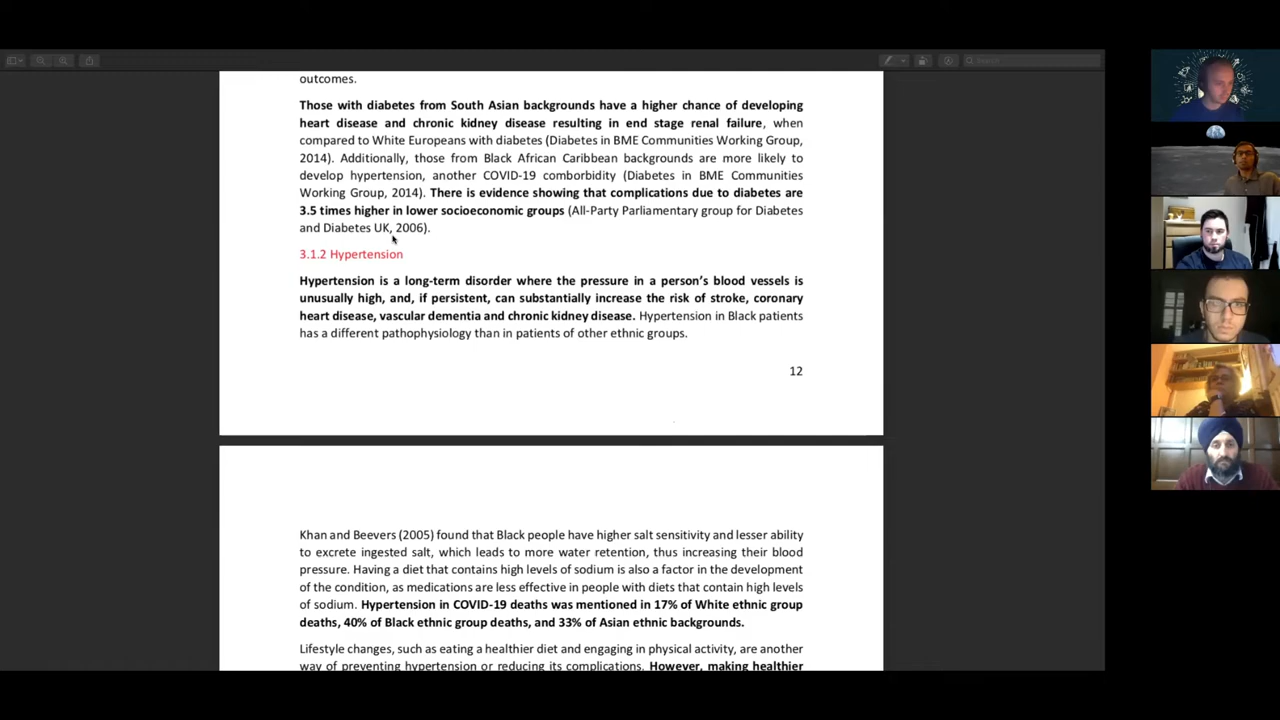 outcomes.
Those with diabetes from South Asian backgrounds have a higher chance of developing
heart disease and chronic kidney disease resulting in end stage renal failure, when
compared to White Europeans with diabetes (Diabetes in BME Communities Working Group,
2014). Additionally, those from Black African Caribbean backgrounds are more likely to
develop hypertension, another COVID-19 comborbidity (Diabetes in BME Communities
Working Group, 2014). There is evidence showing that complications due to diabetes are
3.5 times higher in lower socioeconomic groups (All-Party Parliamentary group for Diabetes
and Diabetes UK, 2006).
3.1.2 Hypertension
Hypertension is a long-term disorder where the pressure in a person's blood vessels is
unusually high, and, if persistent, can substantially increase the risk of stroke, coronary
heart disease, vascular dementia and chronic kidney disease. Hypertension in Black patients
has a different pathophysiology than in patients of other ethnic groups.
12
Khan and Beevers (2005) found that Black people have higher salt sensitivity and lesser ability
to excrete ingested salt, which leads to more water retention, thus increasing their blood
pressure. Having a diet that contains high levels of sodium is also a factor in the development
of the condition, as medications are less effective in people with diets that contain high levels
of sodium. Hypertension in COVID-19 deaths was mentioned in 17% of White ethnic group
deaths, 40% of Black ethnic group deaths, and 33% of Asian ethnic backgrounds.
Lifestyle changes, such as eating a healthier diet and engaging in physical activity, are another
way of preventing hypertension or reducing its complications. However, making healthier